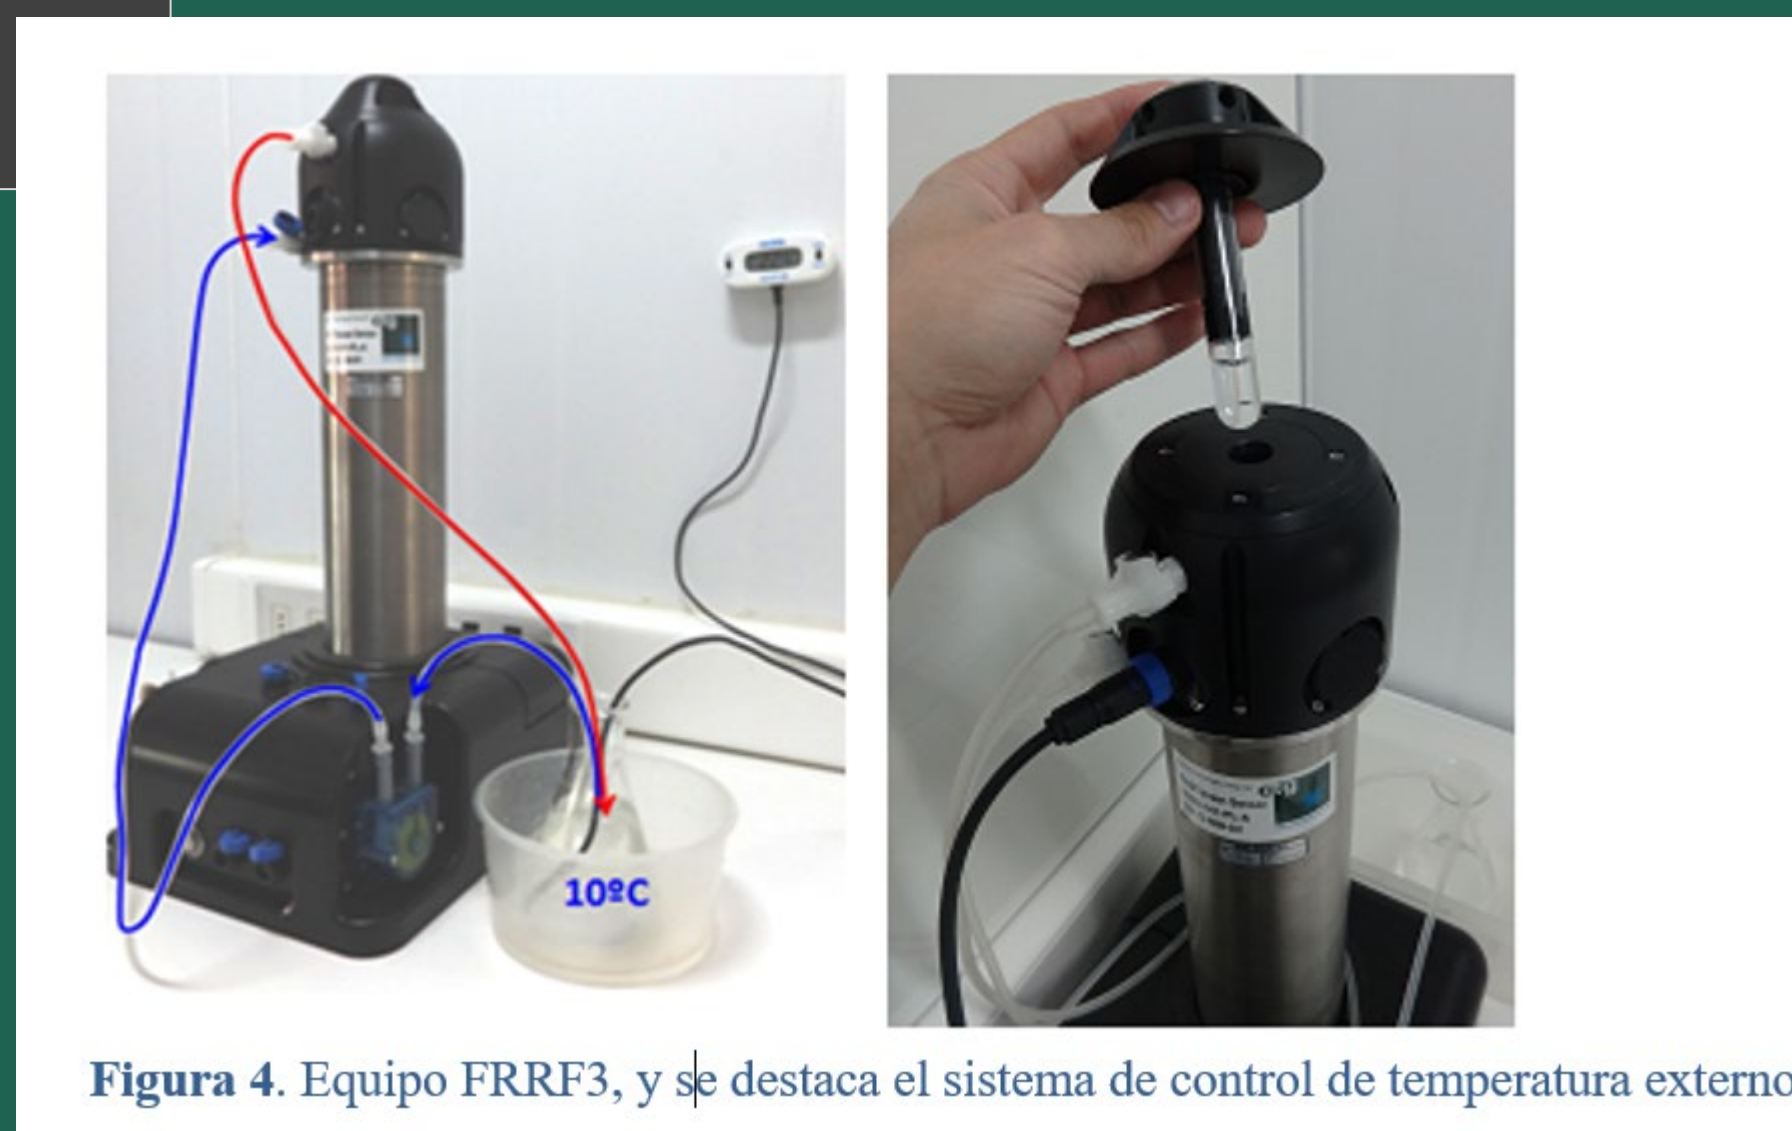 10ºC
Figura 4. Equipo FRRF3, y se destaca el sistema de control de temperatura externo